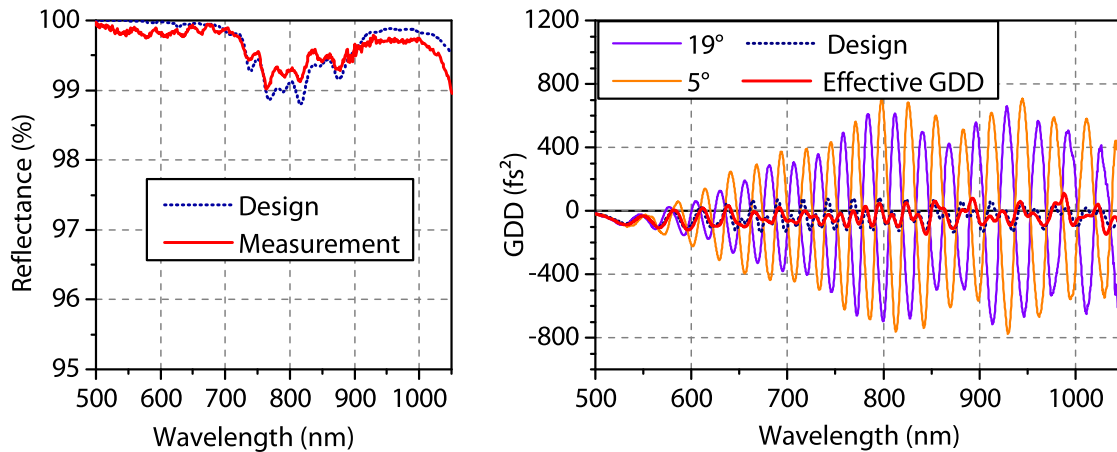 100
99
98
97
96
95
Reflectance (%)
Design
Measurement
500 600 700 800 900 1000
Wavelength (nm)
1200
800
400
0
-400
-800
GDD (fs²)
19° Design
5° Effective GDD
500 600 700 800 900 1000
Wavelength (nm)